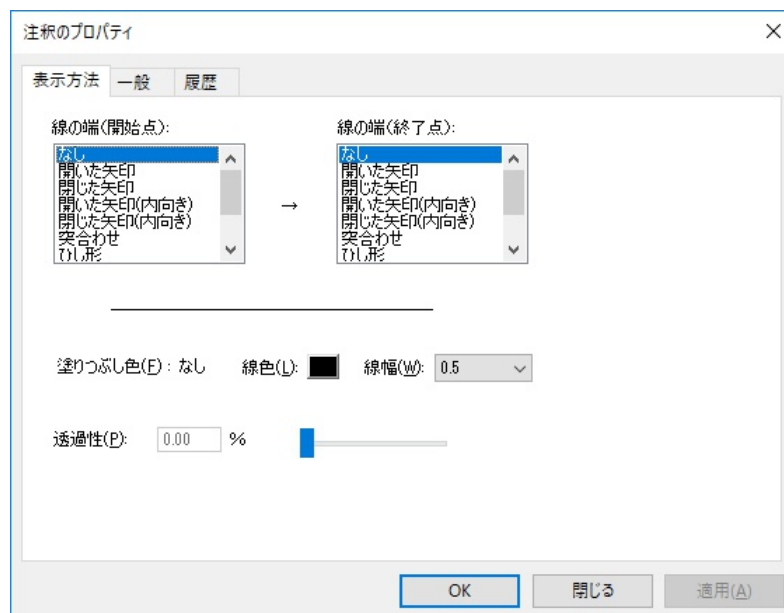 注釈のプロパティ
表示方法 一般 履歴
線の端(開始点): 線の端(終了点):
なし
開いた矢印
閉じた矢印
開いた矢印(内向き)
閉じた矢印(内向き)
突合わせ
ひし形
→
なし
開いた矢印
閉じた矢印
開いた矢印(内向き)
閉じた矢印(内向き)
突合わせ
ひし形
塗りつぶし色(F) : なし 線色(L): 線幅(W): 0.5
透過性(P): 0.00 %
OK 閉じる 適用(A)